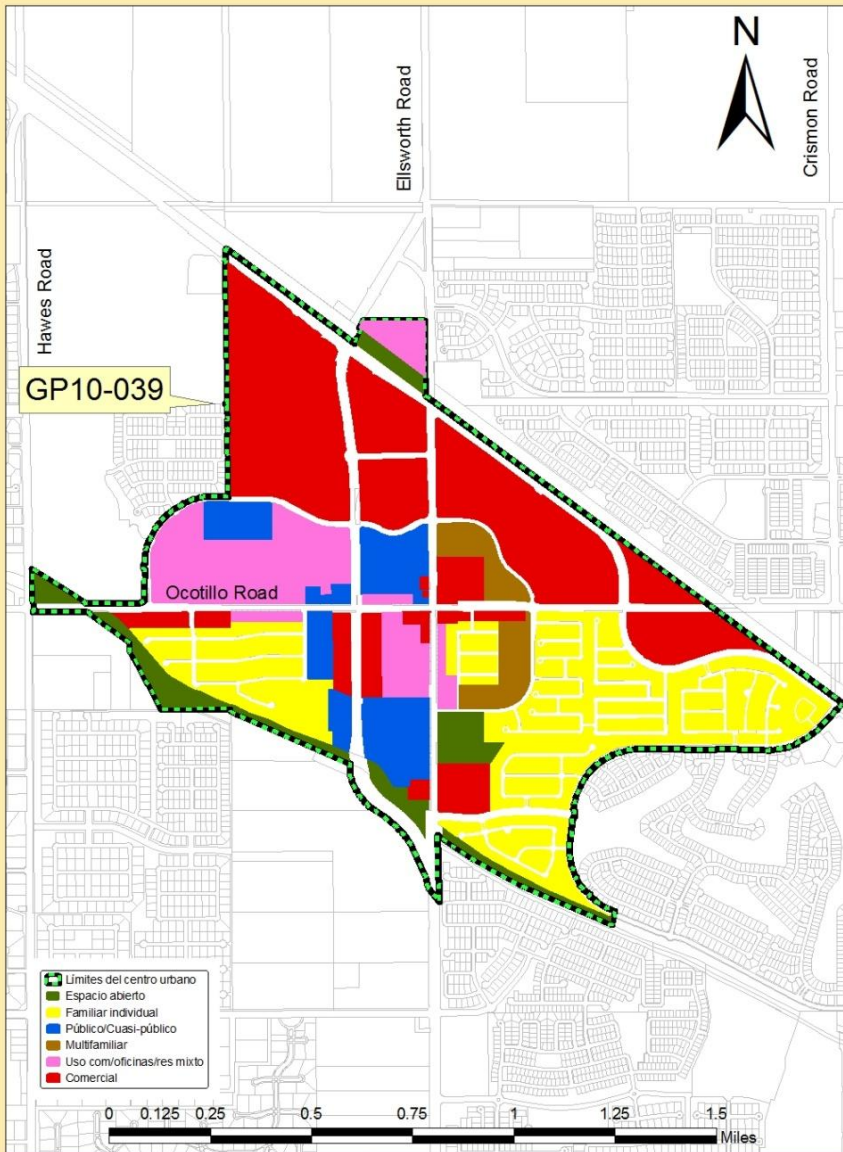 N
Ellsworth Road
Crismon Road
Hawes Road
GP10-039
Ocotillo Road
Límites del centro urbano
Espacio abierto
Familiar individual
Público/Cuasi-público
Multifamiliar
Uso com/oficinas/res mixto
Comercial
0 0.125 0.25 0.5 0.75 1 1.25 1.5
Miles